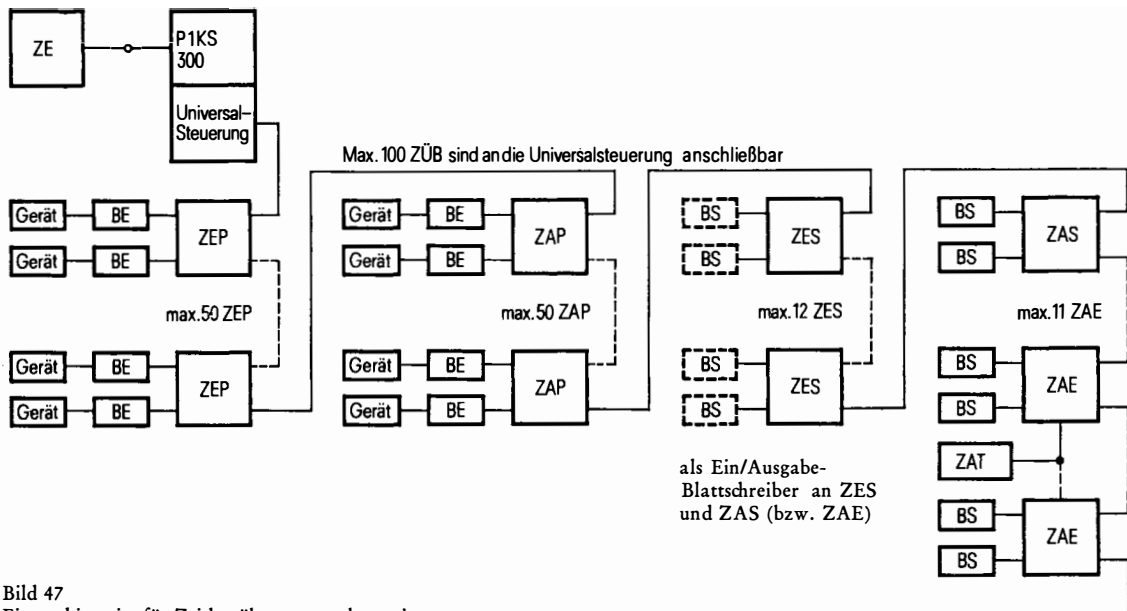 ZE
P1KS
300
Universal-
Steuerung
Max. 100 ZÜB sind an die Universalsteuerung anschließbar
Gerät BE ZEP
Gerät BE
max. 50 ZEP
Gerät BE ZEP
Gerät BE
Gerät BE ZAP
Gerät BE
max. 50 ZAP
Gerät BE ZAP
Gerät BE
BS ZES
BS
max. 12 ZES
BS ZES
BS
als Ein/Ausgabe-
Blattschreiber an ZES
und ZAS (bzw. ZAE)
BS ZAS
BS
max. 11 ZAE
BS ZAE
BS
ZAT
BS ZAE
BS
Bild 47